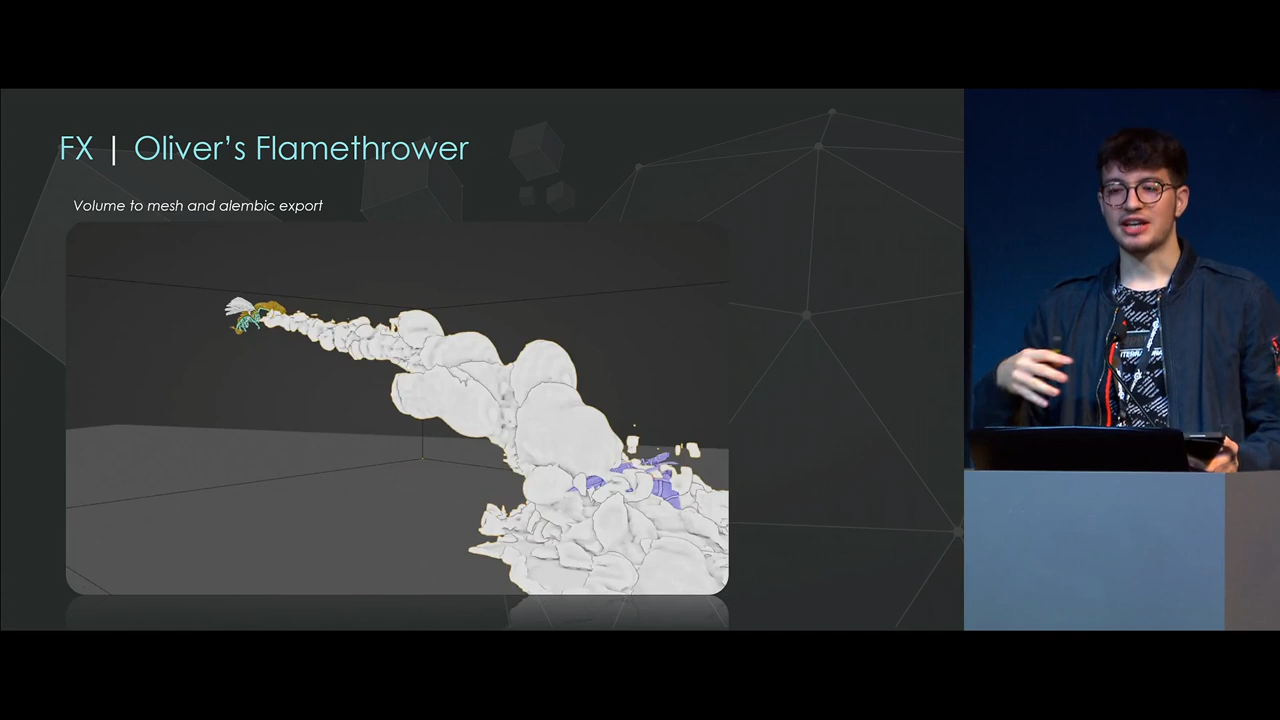 FX | Oliver's Flamethrower
Volume to mesh and alembic export